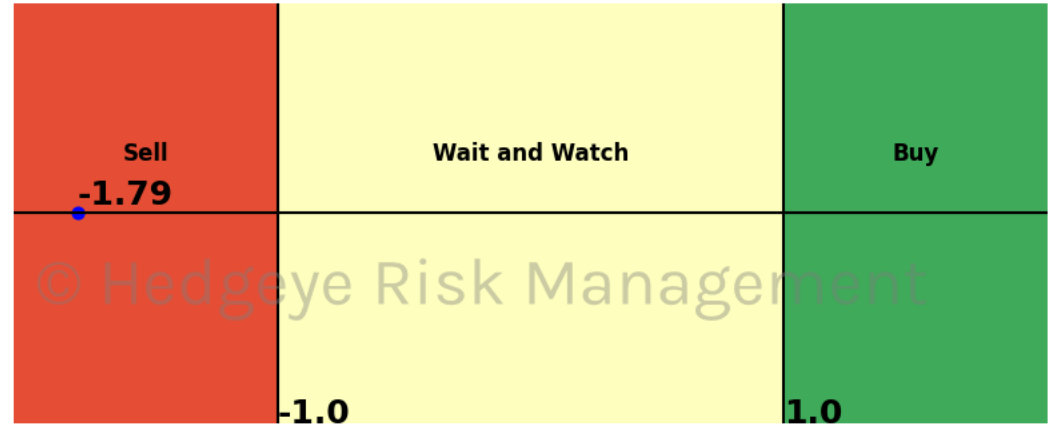 Sell
Wait and Watch
Buy
-1.79
© Hedgeye Risk Management
-1.0
1.0